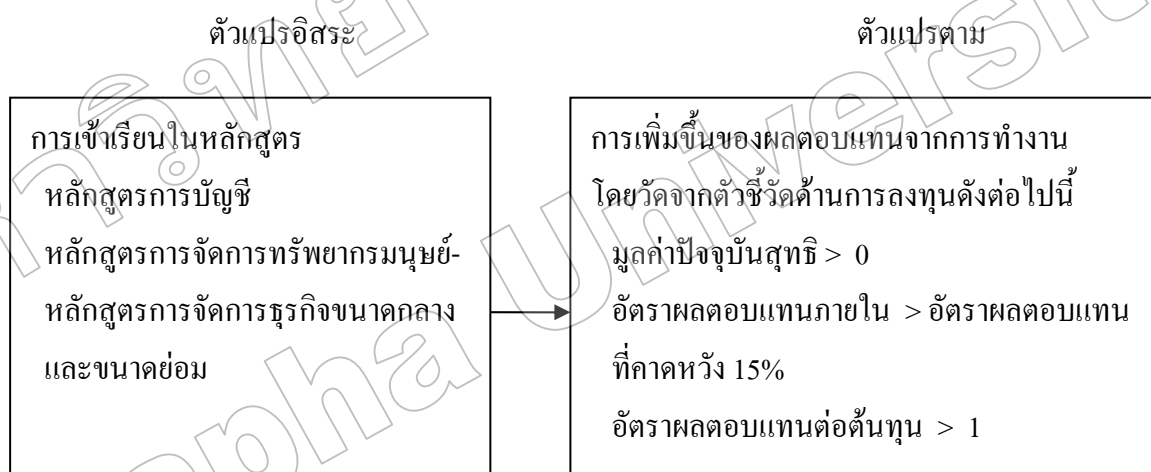 ตัวแปรอิสระ
ตัวแปรตาม
การเข้าเรียนในหลักสูตร
หลักสูตรการบัญชี
หลักสูตรการจัดการทรัพยากรมนุษย์-
หลักสูตรการจัดการธุรกิจขนาดกลาง
และขนาดย่อม
การเพิ่มขึ้นของผลตอบแทนจากการทำงาน
โดยวัดจากตัวชี้วัดด้านการลงทุนดังต่อไปนี้
มูลค่าปัจจุบันสุทธิ > 0
อัตราผลตอบแทนภายใน > อัตราผลตอบแทน
ที่คาดหวัง 15%
อัตราผลตอบแทนต่อต้นทุน > 1